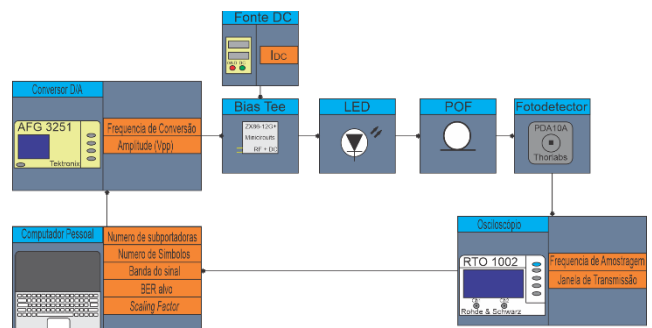 Fonte DC
IDC
Conversor D/A
AFG 3251
Tektronix
Frequencia de Conversão
Amplitude (Vpp)
Bias Tee
ZX85-12G+
Minicircuits
RF + DC
LED
POF
Fotodetector
PDA10A
Thorlabs
Computador Pessoal
Numero de subportadoras
Numero de Simbolos
Banda do sinal
BER alvo
Scaling Factor
Osciloscópio
RTO 1002
Rohde & Schwarz
Frequencia de Amostragem
Janela de Transmissão